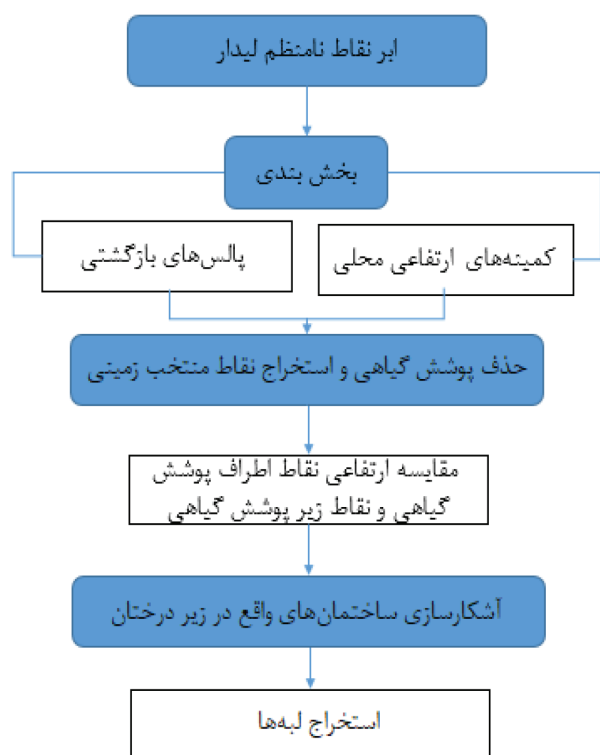 ابر نقاط نامنظم لیدار
بخش بندی
کمینه‌های ارتفاعی محلی
پالس‌های بازگشتی
حذف پوشش گیاهی و استخراج نقاط منتخب زمینی
مقایسه ارتفاعی نقاط اطراف پوشش
گیاهی و نقاط زیر پوشش گیاهی
آشکارسازی ساختمان‌های واقع در زیر درختان
استخراج لبه‌ها